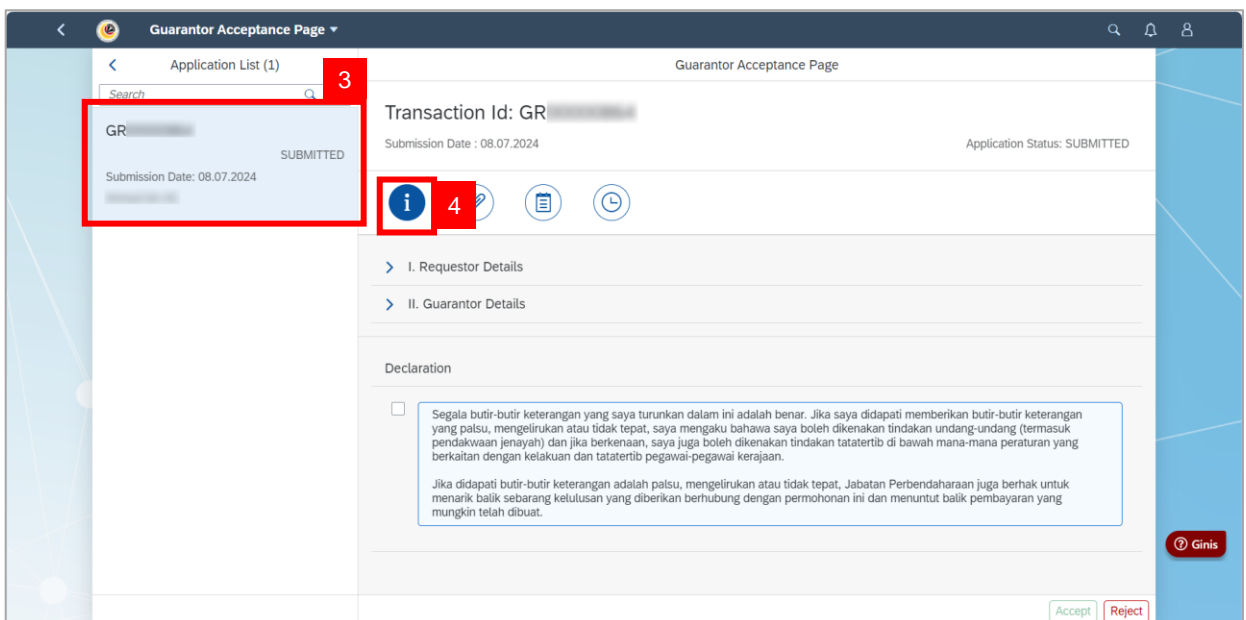 Guarantor Acceptance Page
Application List (1)
Guarantor Acceptance Page
3
Search
GR
SUBMITTED
Submission Date: 08.07.2024
Transaction Id: GR
Submission Date : 08.07.2024
Application Status: SUBMITTED
i
4
I. Requestor Details
II. Guarantor Details
Declaration
Segala butir-butir keterangan yang saya turunkan dalam ini adalah benar. Jika saya didapati memberikan butir-butir keterangan
yang palsu, mengelirukan atau tidak tepat, saya mengaku bahawa saya boleh dikenakan tindakan undang-undang (termasuk
pendakwaan jenayah) dan jika berkenaan, saya juga boleh dikenakan tindakan tatatertib di bawah mana-mana peraturan yang
berkaitan dengan kelakuan dan tatatertib pegawai-pegawai kerajaan.
Jika didapati butir-butir keterangan adalah palsu, mengelirukan atau tidak tepat, Jabatan Perbendaharaan juga berhak untuk
menarik balik sebarang kelulusan yang diberikan berhubung dengan permohonan ini dan menuntut balik pembayaran yang
mungkin telah dibuat.
Ginis
Accept
Reject